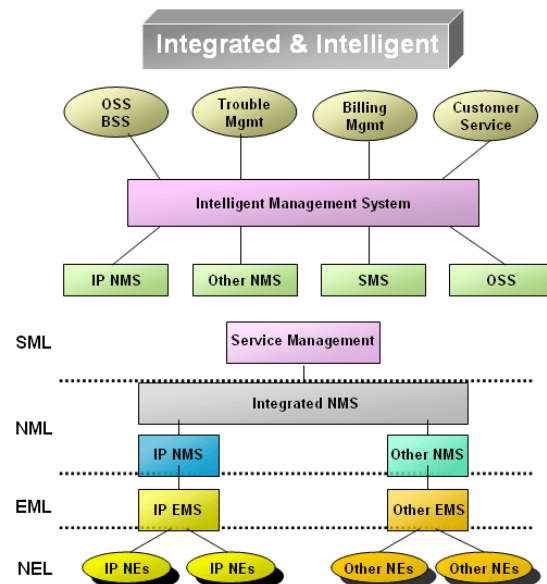 Integrated & Intelligent
OSS
BSS
Trouble
Mgmt
Billing
Mgmt
Customer
Service
Intelligent Management System
IP NMS
Other NMS
SMS
OSS
SML
Service Management
Integrated NMS
NML
IP NMS
Other NMS
EML
IP EMS
Other EMS
NEL
IP NEs
IP NEs
Other NEs
Other NEs